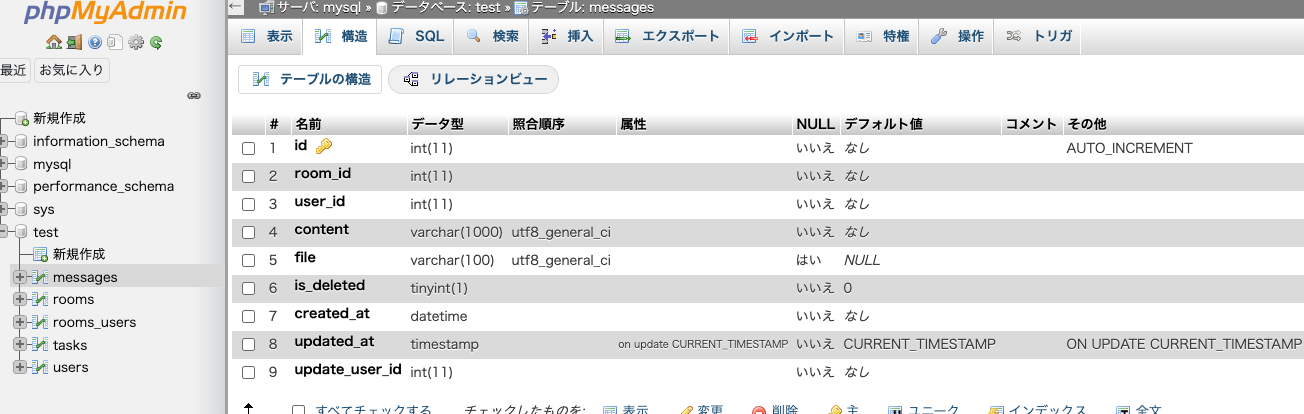 phpMyAdmin
最近 お気に入り
新規作成
information_schema
mysql
performance_schema
sys
test
新規作成
messages
rooms
rooms_users
tasks
users
サーバ: mysql » データベース: test » テーブル: messages
表示 構造 SQL 検索 挿入 エクスポート インポート 特権 操作 トリガ
テーブルの構造 リレーションビュー
# 名前 データ型 照合順序 属性 NULL デフォルト値 コメント その他
1 id int(11) いいえ なし AUTO_INCREMENT
2 room_id int(11) いいえ なし
3 user_id int(11) いいえ なし
4 content varchar(1000) utf8_general_ci いいえ なし
5 file varchar(100) utf8_general_ci はい NULL
6 is_deleted tinyint(1) いいえ 0
7 created_at datetime いいえ なし
8 updated_at timestamp on update CURRENT_TIMESTAMP いいえ CURRENT_TIMESTAMP ON UPDATE CURRENT_TIMESTAMP
9 update_user_id int(11) いいえ なし
すべてチェックする チェックしたものを: 表示 変更 削除 主 ユニーク インデックス 全文